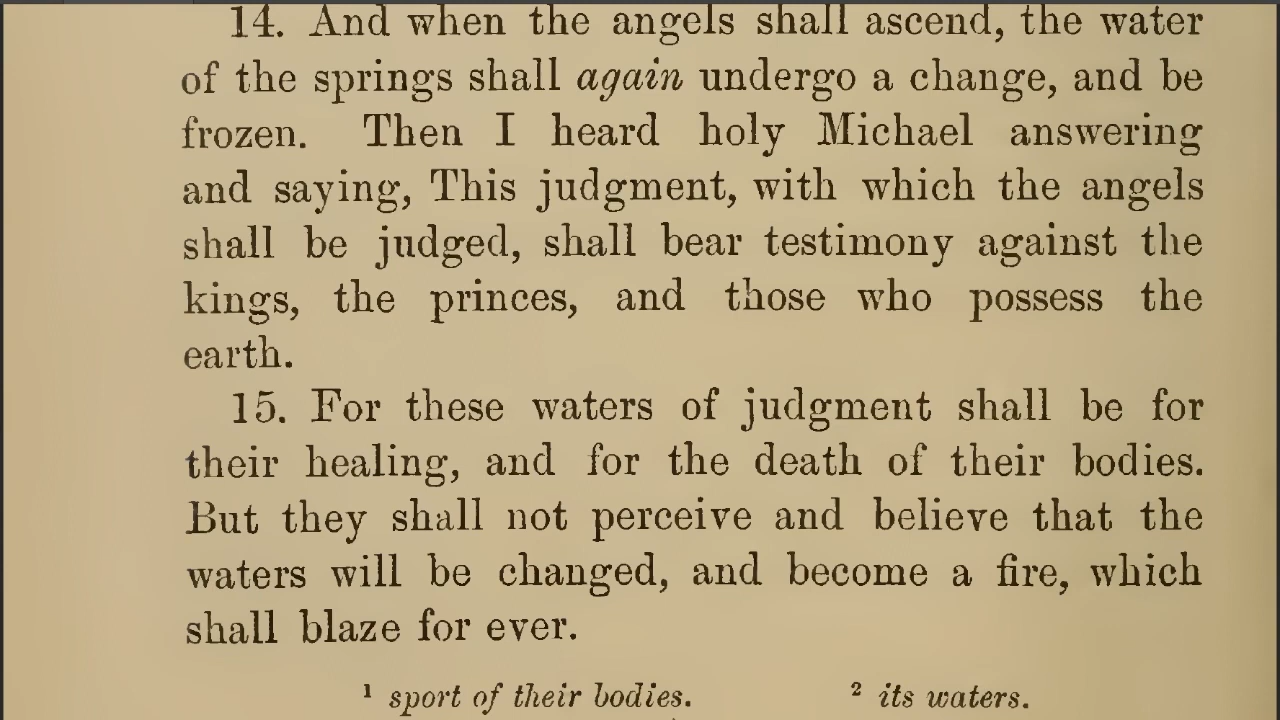 14. And when the angels shall ascend, the water
of the springs shall again undergo a change, and be
frozen. Then I heard holy Michael answering
and saying, This judgment, with which the angels
shall be judged, shall bear testimony against the
kings, the princes, and those who possess the
earth.
15. For these waters of judgment shall be for
their healing, and for the death of their bodies.
But they shall not perceive and believe that the
waters will be changed, and become a fire, which
shall blaze for ever.
¹ sport of their bodies. ² its waters.